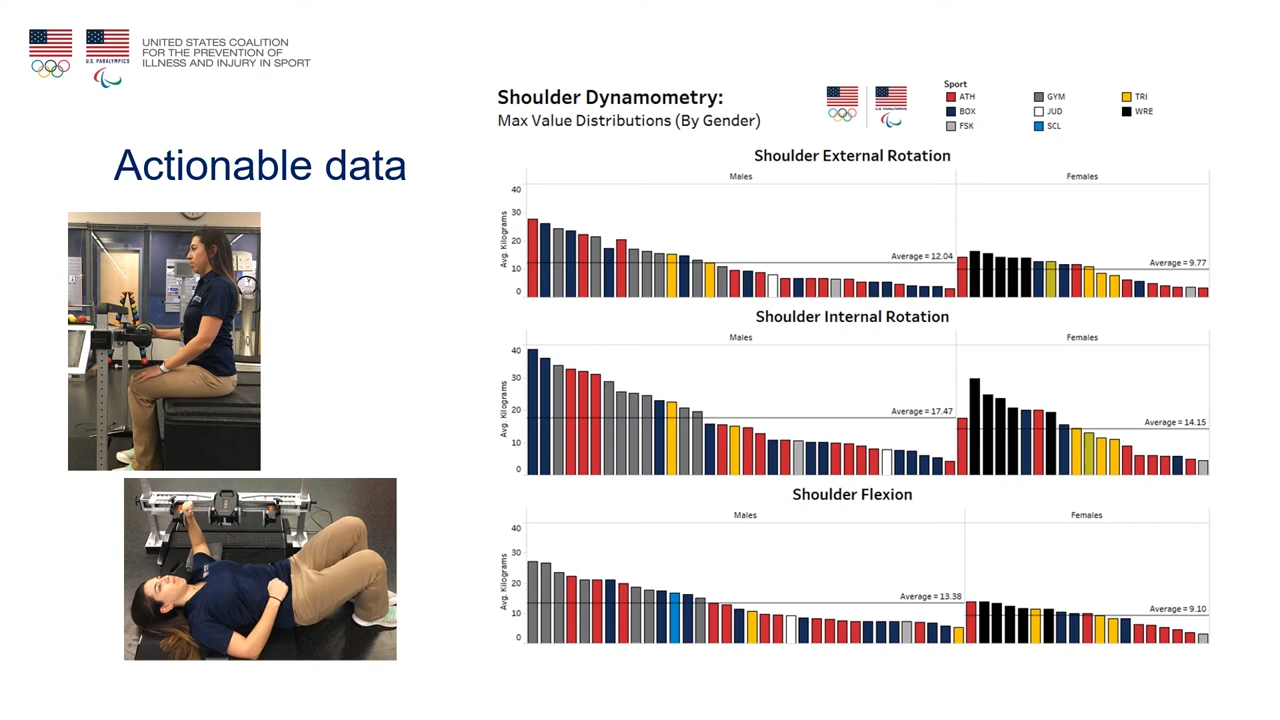 U.S. PARALYMPICS
UNITED STATES COALITION
FOR THE PREVENTION OF
ILLNESS AND INJURY IN SPORT
Actionable data
Shoulder Dynamometry:
Max Value Distributions (By Gender)
Sport
ATH
GYM
TRI
BOX
JUD
WRE
FSK
SCL
Shoulder External Rotation
Males
Females
Avg. Kilograms
40
30
20
10
0
Average = 12.04
Average = 9.77
Shoulder Internal Rotation
Males
Females
Avg. Kilograms
40
30
20
10
0
Average = 17.47
Average = 14.15
Shoulder Flexion
Males
Females
Avg. Kilograms
40
30
20
10
0
Average = 13.38
Average = 9.10